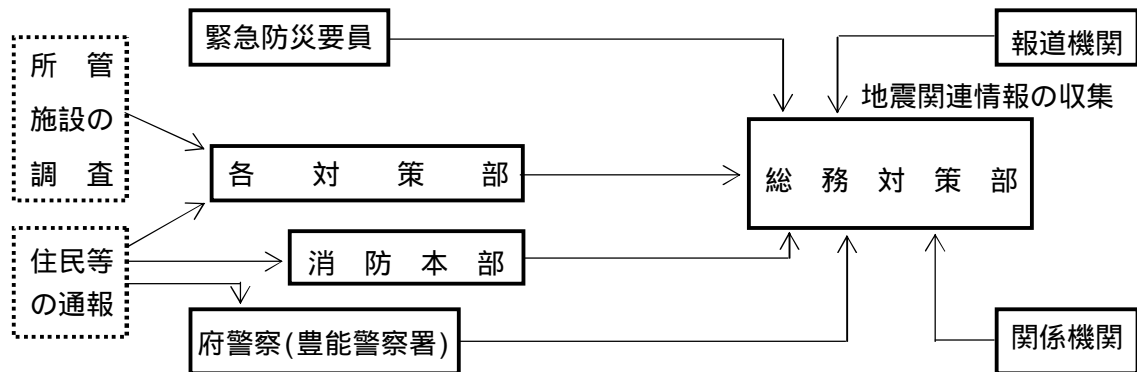 緊急防災要員
報道機関
所管
施設の
調査
地震関連情報の収集
各対策部
総務対策部
住民等
の通報
消防本部
府警察(豊能警察署)
関係機関